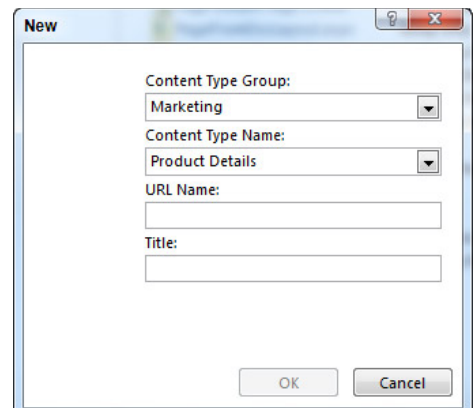 New
Content Type Group:
Marketing
Content Type Name:
Product Details
URL Name:
Title:
OK
Cancel